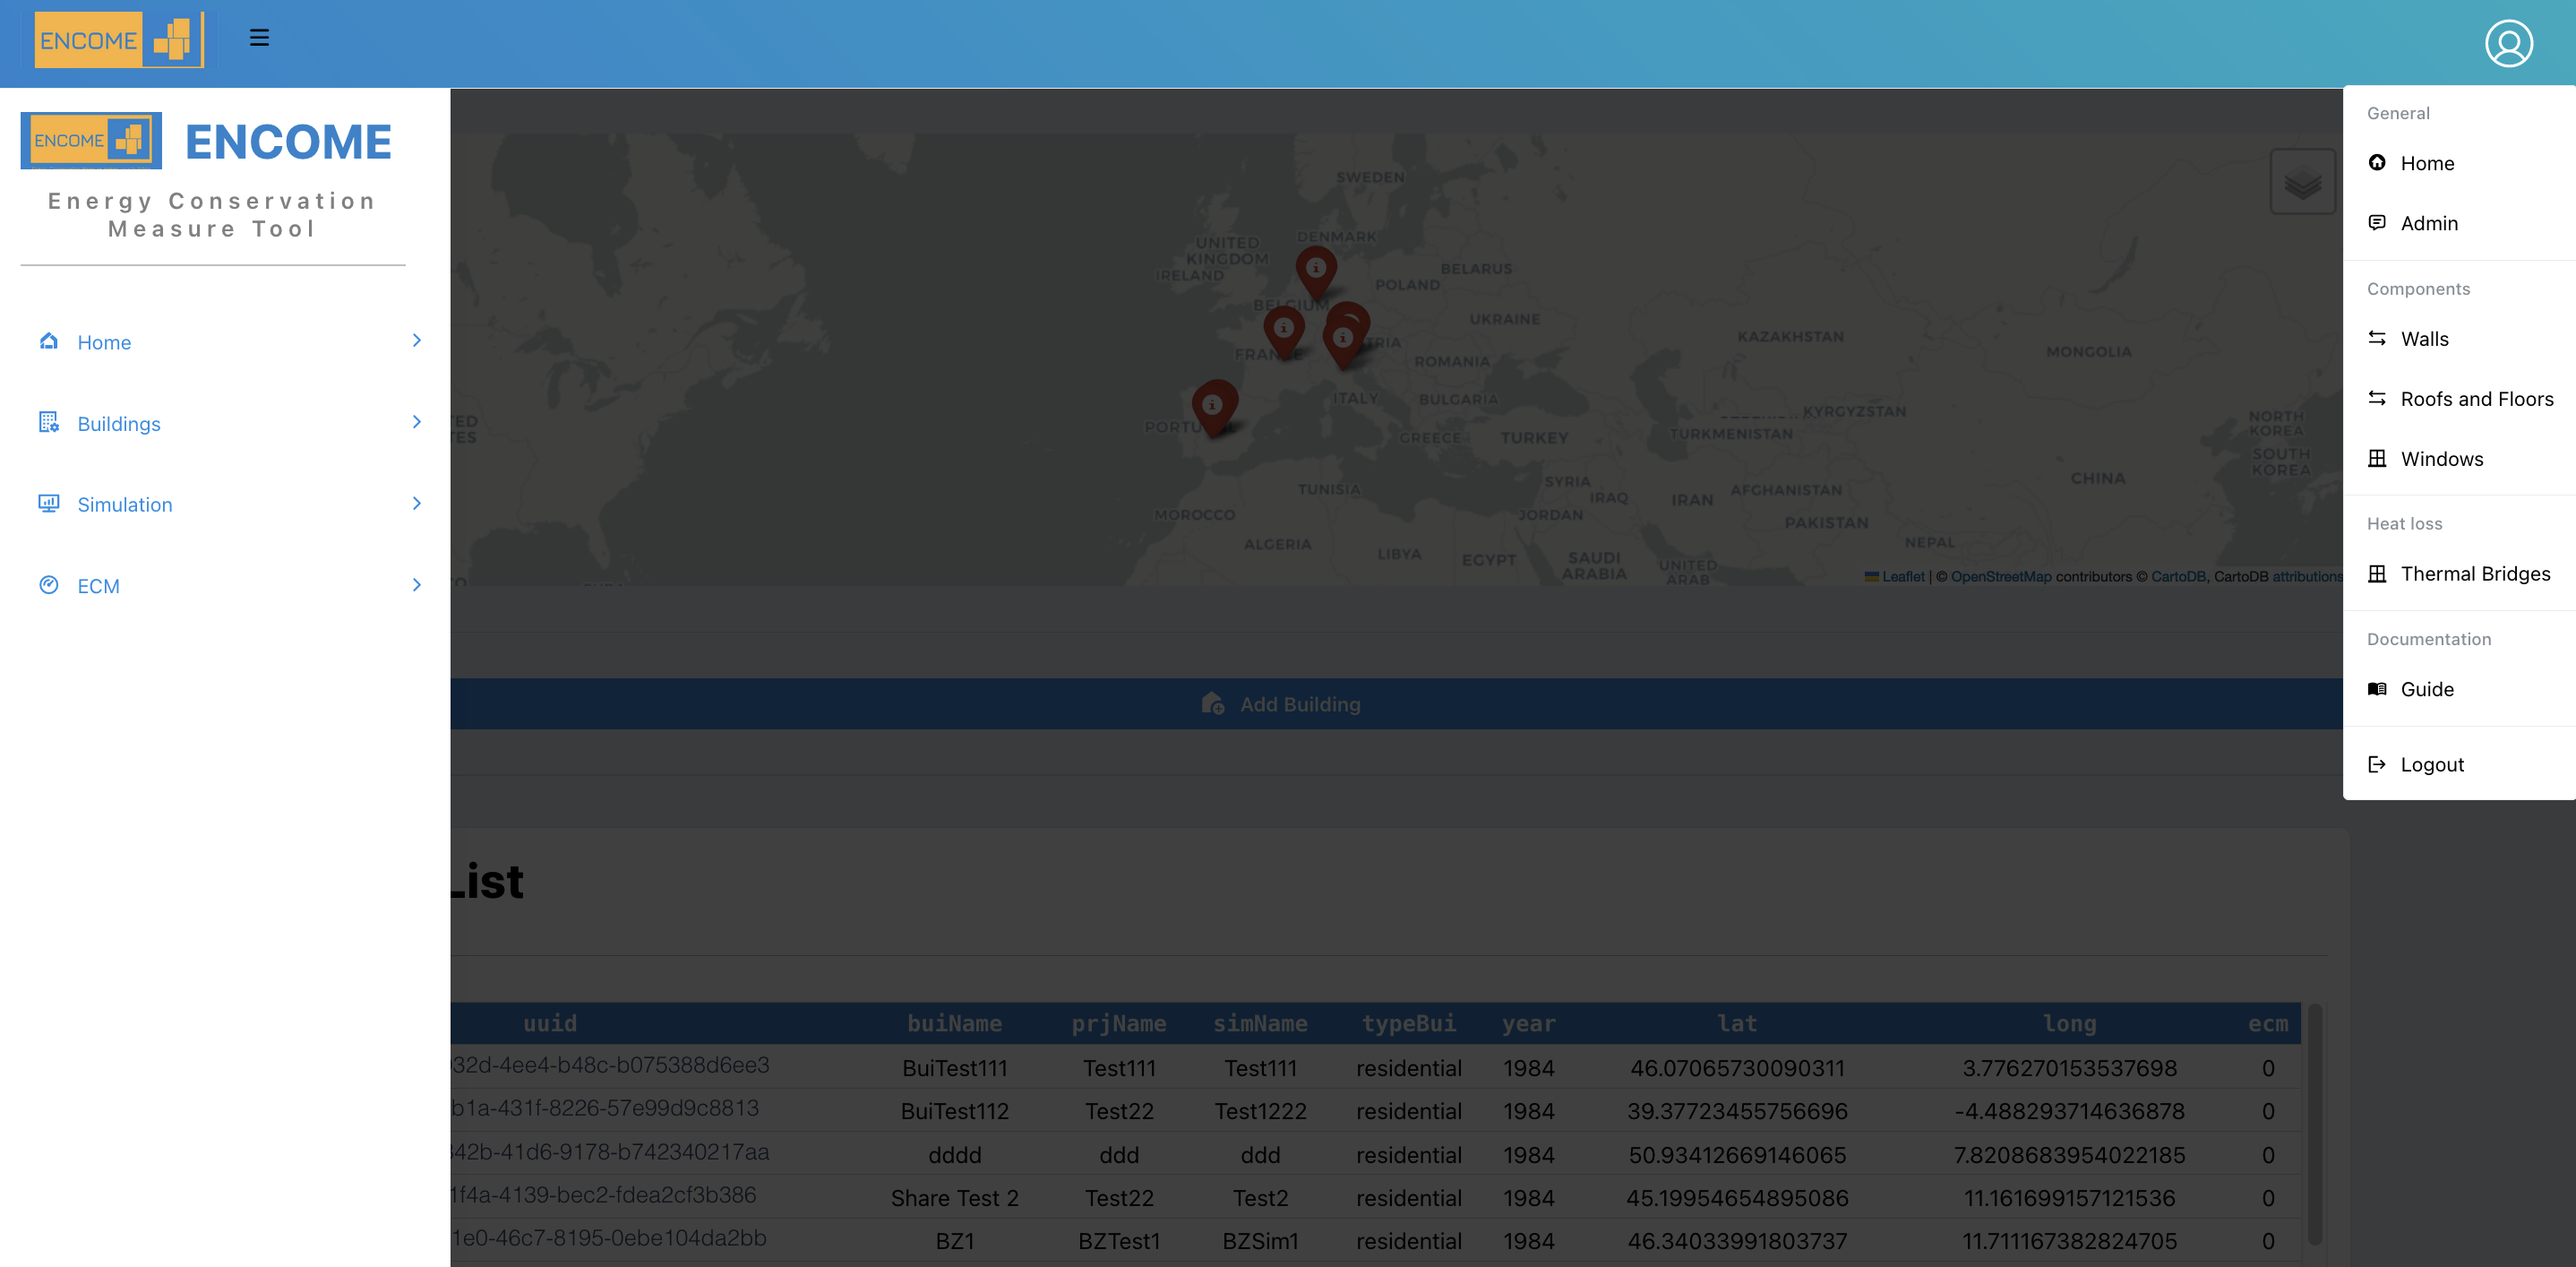 ENCOME
ENCOME
ENCOME
Energy Conservation
Measure Tool
Home
Buildings
Simulation
ECM
SWEDEN
UNITED
KINGDOM
DENMARK
IRELAND
BELARUS
POLAND
BELGIUM
UKRAINE
KAZAKHSTAN
MONGOLIA
FRANCE
ROMANIA
ITALY
BULGARIA
KYRGYZSTAN
TURKMENISTAN
NORTH
KOREA
GREECE
TURKEY
SOUTH
KOREA
TUNISIA
SYRIA
IRAQ
IRAN
AFGHANISTAN
CHINA
MOROCCO
JORDAN
PAKISTAN
ALGERIA
LIBYA
EGYPT
SAUDI
ARABIA
UNITED
ARAB
NEPAL
Leaflet | © OpenStreetMap contributors © CartoDB, CartoDB attributions
Add Building
List
uuid buiName prjName simName typeBui year lat long ecm
32d-4ee4-b48c-b075388d6ee3 BuiTest111 Test111 Test111 residential 1984 46.07065730090311 3.776270153537698 0
b1a-431f-8226-57e99d9c8813 BuiTest112 Test22 Test1222 residential 1984 39.37723455756696 -4.488293714636878 0
42b-41d6-9178-b742340217aa dddd ddd ddd residential 1984 50.93412669146065 7.8208683954022185 0
1f4a-4139-bec2-fdea2cf3b386 Share Test 2 Test22 Test2 residential 1984 45.19954654895086 11.161699157121536 0
1e0-46c7-8195-0ebe104da2bb BZ1 BZTest1 BZSim1 residential 1984 46.34033991803737 11.711167382824705 0
General
Home
Admin
Components
Walls
Roofs and Floors
Windows
Heat loss
Thermal Bridges
Documentation
Guide
Logout